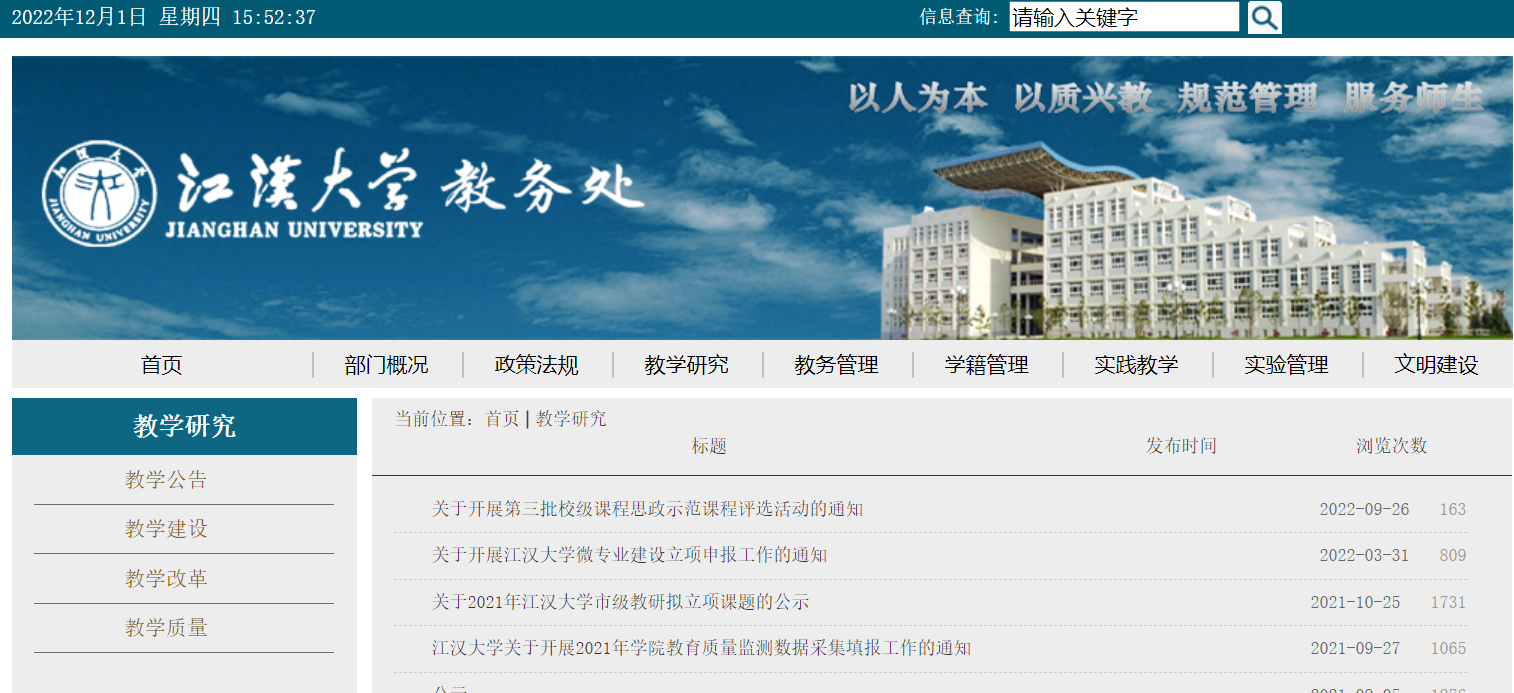 2022年12月1日 星期四 15:52:37
信息查询: 请输入关键字
以人为本 以质兴教 规范管理 服务师生
江漢大学 教务处
JIANGHAN UNIVERSITY
江漢大学
JIANGHAN UNIVERSITY
首页 部门概况 政策法规 教学研究 教务管理 学籍管理 实践教学 实验管理 文明建设
教学研究
教学公告
教学建设
教学改革
教学质量
当前位置: 首页 | 教学研究
标题 发布时间 浏览次数
关于开展第三批校级课程思政示范课程评选活动的通知 2022-09-26 163
关于开展江汉大学微专业建设立项申报工作的通知 2022-03-31 809
关于2021年江汉大学市级教研拟立项课题的公示 2021-10-25 1731
江汉大学关于开展2021年学院教育质量监测数据采集填报工作的通知 2021-09-27 1065